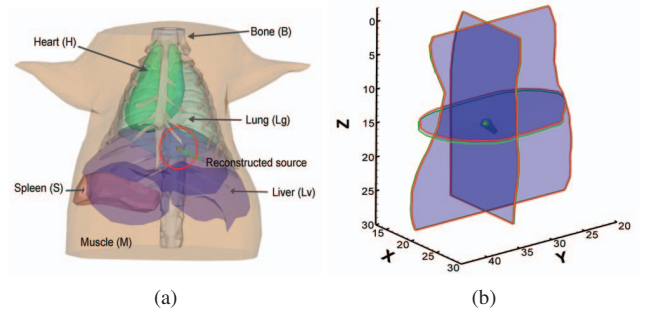 Heart (H)
Bone (B)
Lung (Lg)
Reconstructed source
Spleen (S)
Liver (Lv)
Muscle (M)
(a)
0
5
10
15
20
25
30
Z
15
20
25
30
X
40
35
30
25
20
Y
(b)